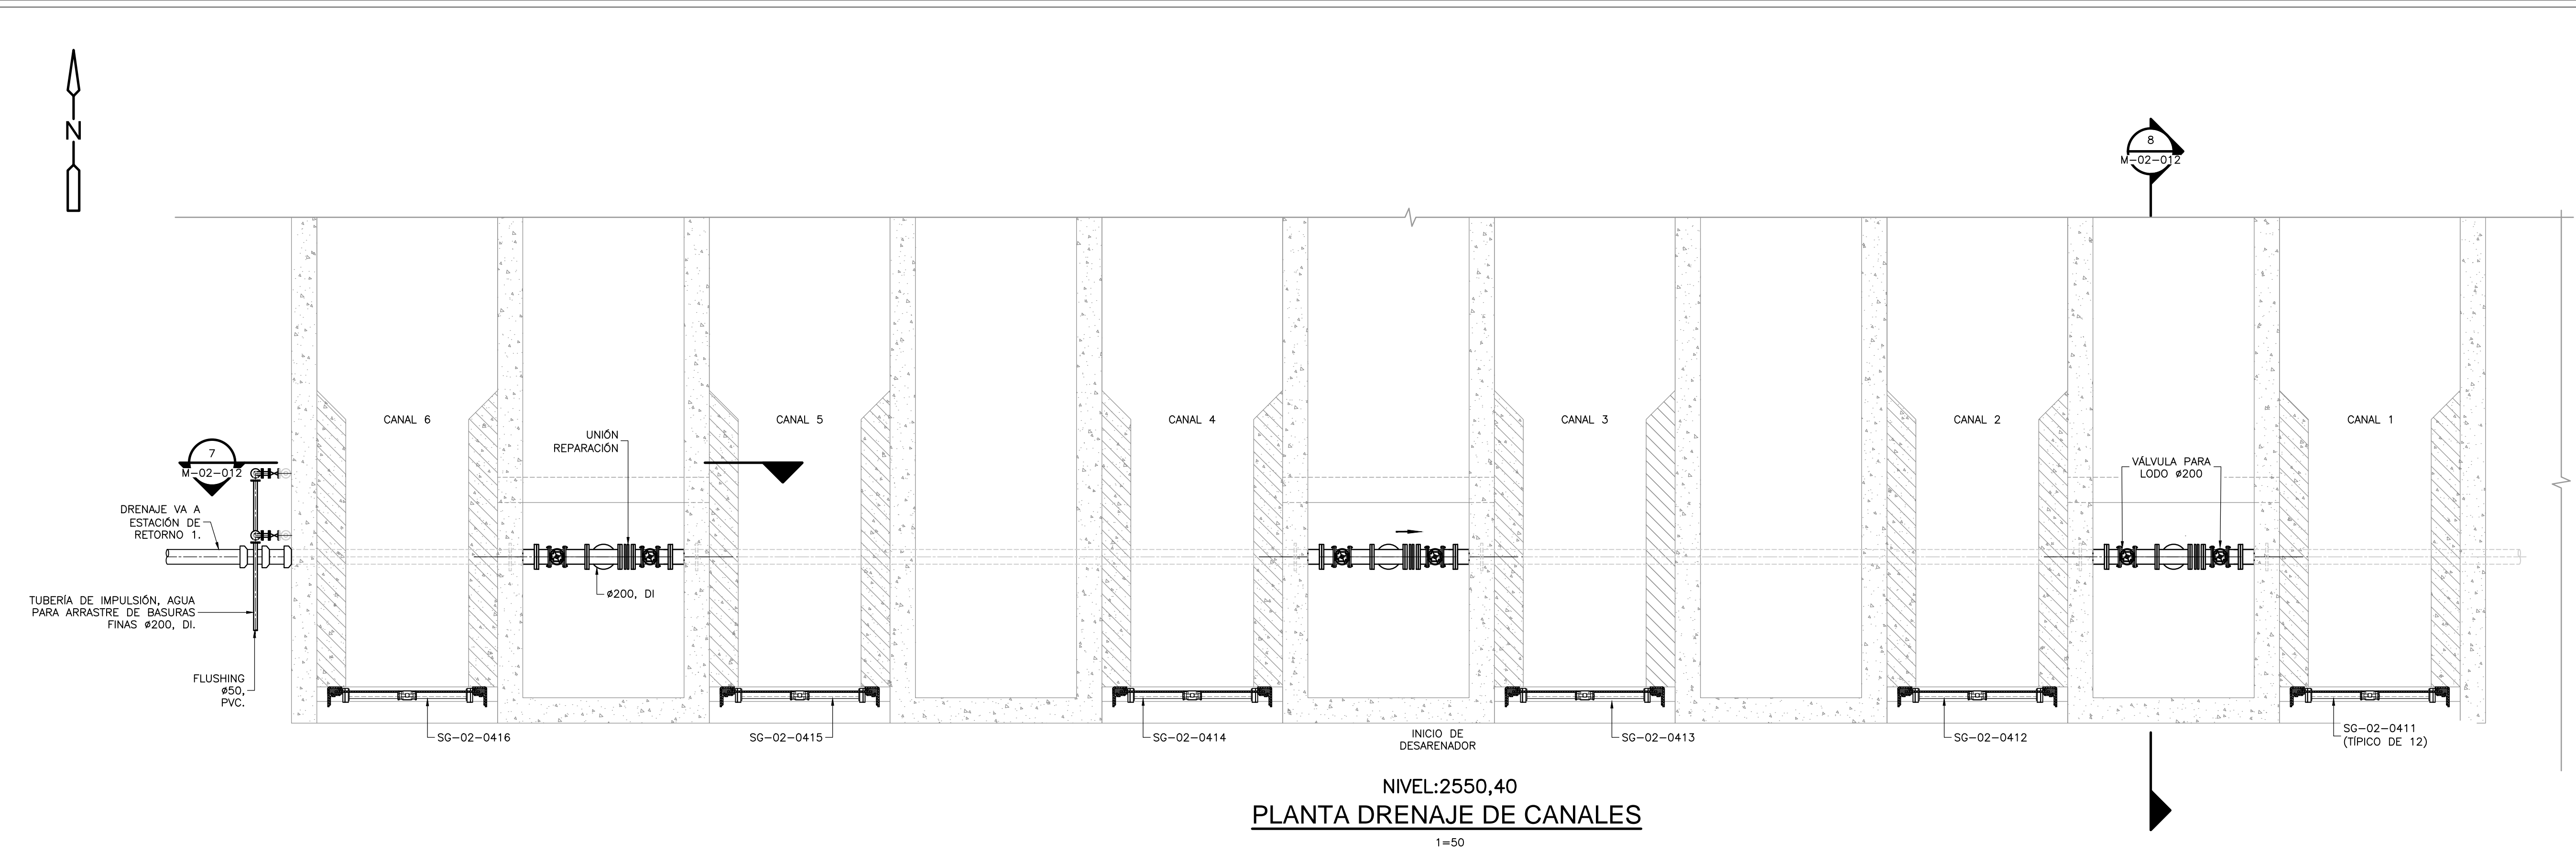 N
8
M-02-012
CANAL 6
CANAL 5
CANAL 4
CANAL 3
CANAL 2
CANAL 1
UNIÓN
REPARACIÓN
7
M-02-012
VÁLVULA PARA
LODO ø200
DRENAJE VA A
ESTACIÓN DE
RETORNO 1.
ø200, DI
TUBERÍA DE IMPULSIÓN, AGUA
PARA ARRASTRE DE BASURAS
FINAS ø200, DI.
FLUSHING
ø50,
PVC.
SG-02-0416
SG-02-0415
SG-02-0414
INICIO DE
DESARENADOR
SG-02-0413
SG-02-0412
SG-02-0411
(TÍPICO DE 12)
NIVEL:2550,40
PLANTA DRENAJE DE CANALES
1=50